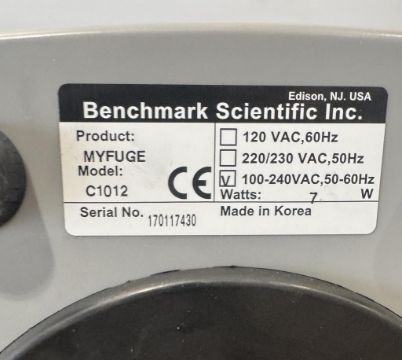 Edison, NJ. USA
Benchmark Scientific Inc.
Product:
MYFUGE
Model:
C1012
CE
Serial No. 170117430
120 VAC,60Hz
220/230 VAC,50Hz
V 100-240VAC,50-60Hz
Watts: 7 W
Made in Korea